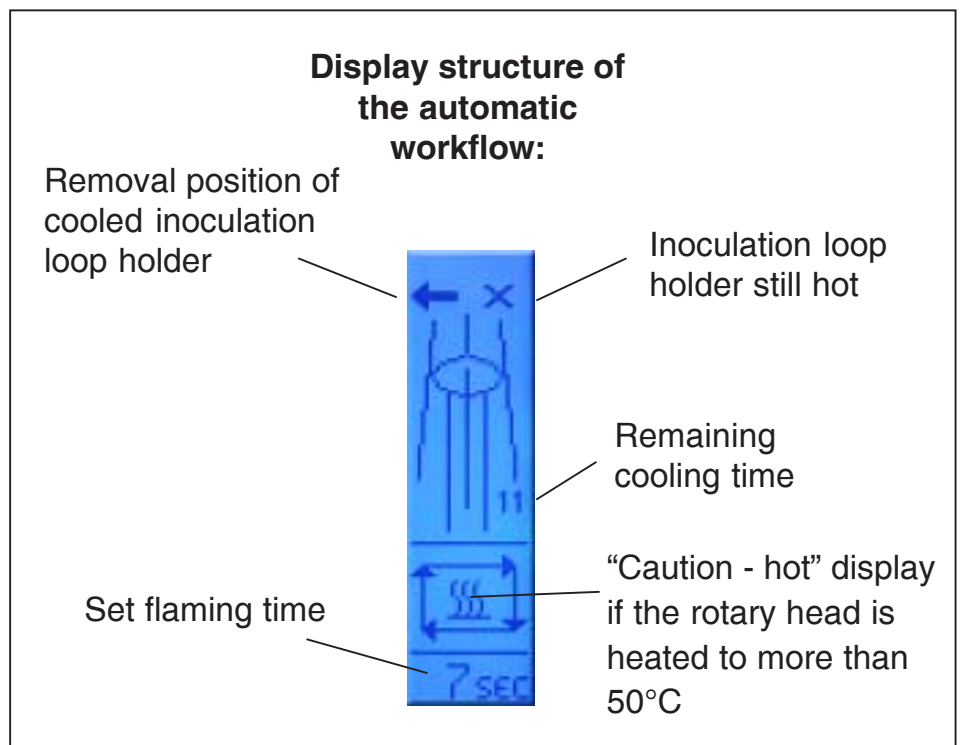 Display structure of
the automatic
workflow:
Removal position of
cooled inoculation
loop holder
Inoculation loop
holder still hot
Remaining
cooling time
11
“Caution - hot” display
if the rotary head is
heated to more than
50°C
Set flaming time
7 SEC